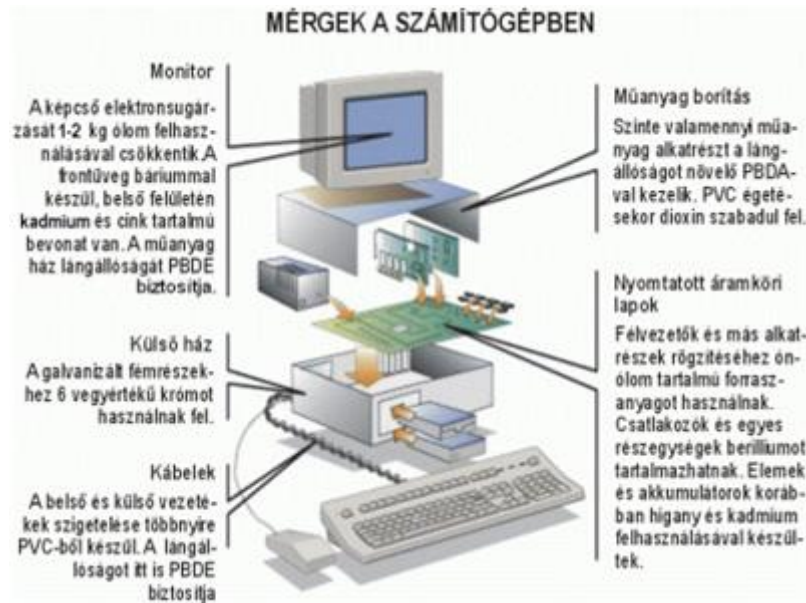 MÉRGEK A SZÁMÍTÓGÉPBEN
Monitor
A képcső elektronsugár-
zását 1-2 kg ólom felhasz-
nálásával csökkentik. A
frontüveg báriummal
készül, belső felületén
kadmium és cink tartalmú
bevonat van. A műanyag
ház lángállóságát PBDE
biztosítja.
Külső ház
A galvanizált fémrészek-
hez 6 vegyértékű krómot
használnak fel.
Kábelek
A belső és külső vezeté-
kek szigetelése többnyire
PVC-ből készül. A lángál-
lóságot itt is PBDE
biztosítja
Műanyag borítás
Szinte valamennyi műa-
nyag alkatrészt a láng-
állóságot növelő PBDA-
val kezelik. PVC égeté-
sekor dioxin szabadul fel.
Nyomtatott áramköri
lapok
Félvezetők és más alkat-
részek rögzítéséhez ón-
ólom tartalmú forrasz-
anyagot használnak.
Csatlakozók és egyes
részegységek berilliumot
tartalmazhatnak. Elemek
és akkumulátorok koráb-
ban higany és kadmium
felhasználásával készül-
tek.